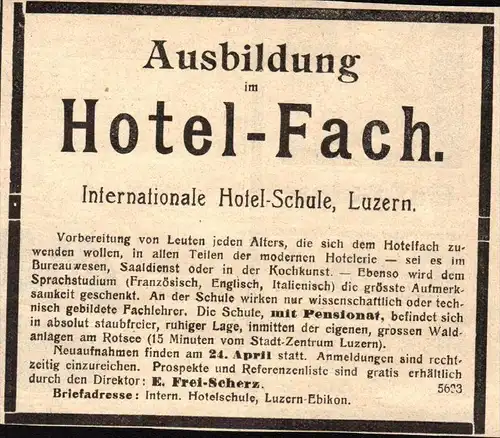 Ausbildung
im
Hotel-Fach.
Internationale Hotel-Schule, Luzern.
Vorbereitung von Leuten jeden Alters, die sich dem Hotelfach zu-
wenden wollen, in allen Teilen der modernen Hotelerie — sei es im
Bureauwesen, Saaldienst oder in der Kochkunst. — Ebenso wird dem
Sprachstudium (Französisch, Englisch, Italienisch) die grösste Aufmerk-
samkeit geschenkt. An der Schule wirken nur wissenschaftlich oder tech-
nisch gebildete Fachlehrer. Die Schule, mit Pensionat, befindet sich
in absolut staubfreier, ruhiger Lage, inmitten der eigenen, grossen Wald-
anlagen am Rotsee (15 Minuten vom Stadt-Zentrum Luzern).
Neuaufnahmen finden am 24. April statt. Anmeldungen sind recht-
zeitig einzureichen. Prospekte und Referenzenliste sind gratis erhältlich
durch den Direktor: E. Frei-Scherz. 5693
Briefadresse: Intern. Hotelschule, Luzern-Ebikon.